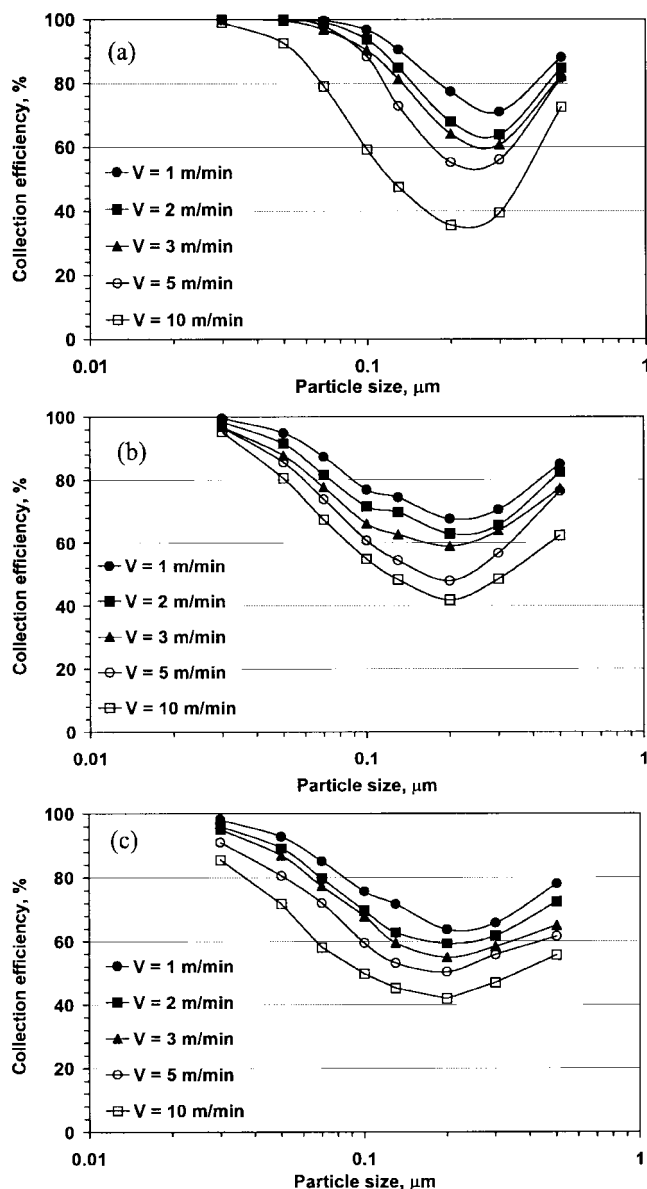 (a)
Collection efficiency, %
100
80
60
40
20
0
V = 1 m/min
V = 2 m/min
V = 3 m/min
V = 5 m/min
V = 10 m/min
0.01
0.1
1
Particle size, μm
(b)
Collection efficiency, %
100
80
60
40
20
0
V = 1 m/min
V = 2 m/min
V = 3 m/min
V = 5 m/min
V = 10 m/min
0.01
0.1
1
Particle size, μm
(c)
Collection efficiency, %
100
80
60
40
20
0
V = 1 m/min
V = 2 m/min
V = 3 m/min
V = 5 m/min
V = 10 m/min
0.01
0.1
1
Particle size, μm